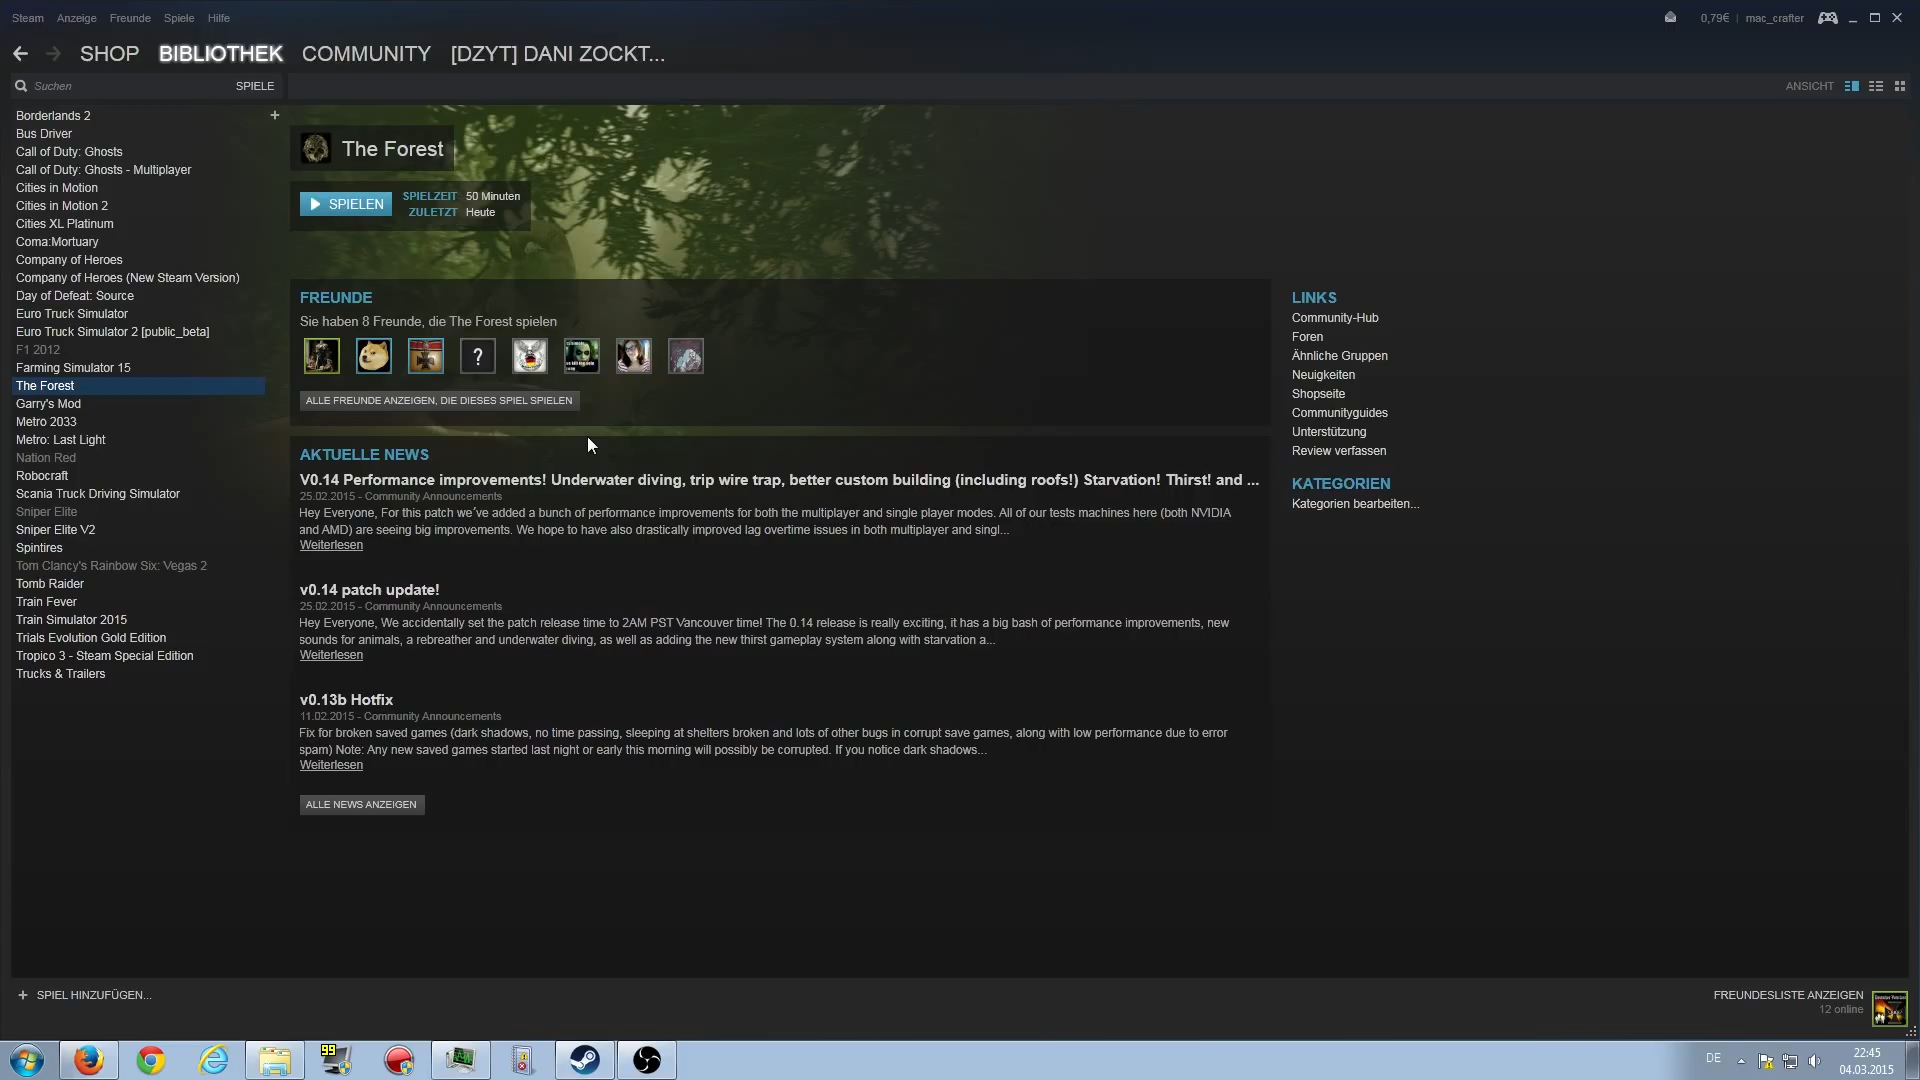 Steam Anzeige Freunde Spiele Hilfe
0,79€ | mac_crafter
SHOP BIBLIOTHEK COMMUNITY [DZYT] DANI ZOCKT...
Suchen SPIELE
ANSICHT
Borderlands 2
Bus Driver
Call of Duty: Ghosts
Call of Duty: Ghosts - Multiplayer
Cities in Motion
Cities in Motion 2
Cities XL Platinum
Coma:Mortuary
Company of Heroes
Company of Heroes (New Steam Version)
Day of Defeat: Source
Euro Truck Simulator
Euro Truck Simulator 2 [public_beta]
F1 2012
Farming Simulator 15
The Forest
Garry's Mod
Metro 2033
Metro: Last Light
Nation Red
Robocraft
Scania Truck Driving Simulator
Sniper Elite
Sniper Elite V2
Spintires
Tom Clancy's Rainbow Six: Vegas 2
Tomb Raider
Train Fever
Train Simulator 2015
Trials Evolution Gold Edition
Tropico 3 - Steam Special Edition
Trucks & Trailers
The Forest
SPIELEN
SPIELZEIT 50 Minuten
ZULETZT Heute
FREUNDE
Sie haben 8 Freunde, die The Forest spielen
?
ALLE FREUNDE ANZEIGEN, DIE DIESES SPIEL SPIELEN
AKTUELLE NEWS
V0.14 Performance improvements! Underwater diving, trip wire trap, better custom building (including roofs!) Starvation! Thirst! and ...
25.02.2015 - Community Announcements
Hey Everyone, For this patch we've added a bunch of performance improvements for both the multiplayer and single player modes. All of our tests machines here (both NVIDIA
and AMD) are seeing big improvements. We hope to have also drastically improved lag overtime issues in both multiplayer and singl...
Weiterlesen
v0.14 patch update!
25.02.2015 - Community Announcements
Hey Everyone, We accidentally set the patch release time to 2AM PST Vancouver time! The 0.14 release is really exciting, it has a big bash of performance improvements, new
sounds for animals, a rebreather and underwater diving, as well as adding the new thirst gameplay system along with starvation a...
Weiterlesen
v0.13b Hotfix
11.02.2015 - Community Announcements
Fix for broken saved games (dark shadows, no time passing, sleeping at shelters broken and lots of other bugs in corrupt save games, along with low performance due to error
spam) Note: Any new saved games started last night or early this morning will possibly be corrupted. If you notice dark shadows...
Weiterlesen
ALLE NEWS ANZEIGEN
LINKS
Community-Hub
Foren
Ähnliche Gruppen
Neuigkeiten
Shopseite
Communityguides
Unterstützung
Review verfassen
KATEGORIEN
Kategorien bearbeiten...
+ SPIEL HINZUFÜGEN...
FREUNDESLISTE ANZEIGEN
12 online
99
DE
22:45
04.03.2015